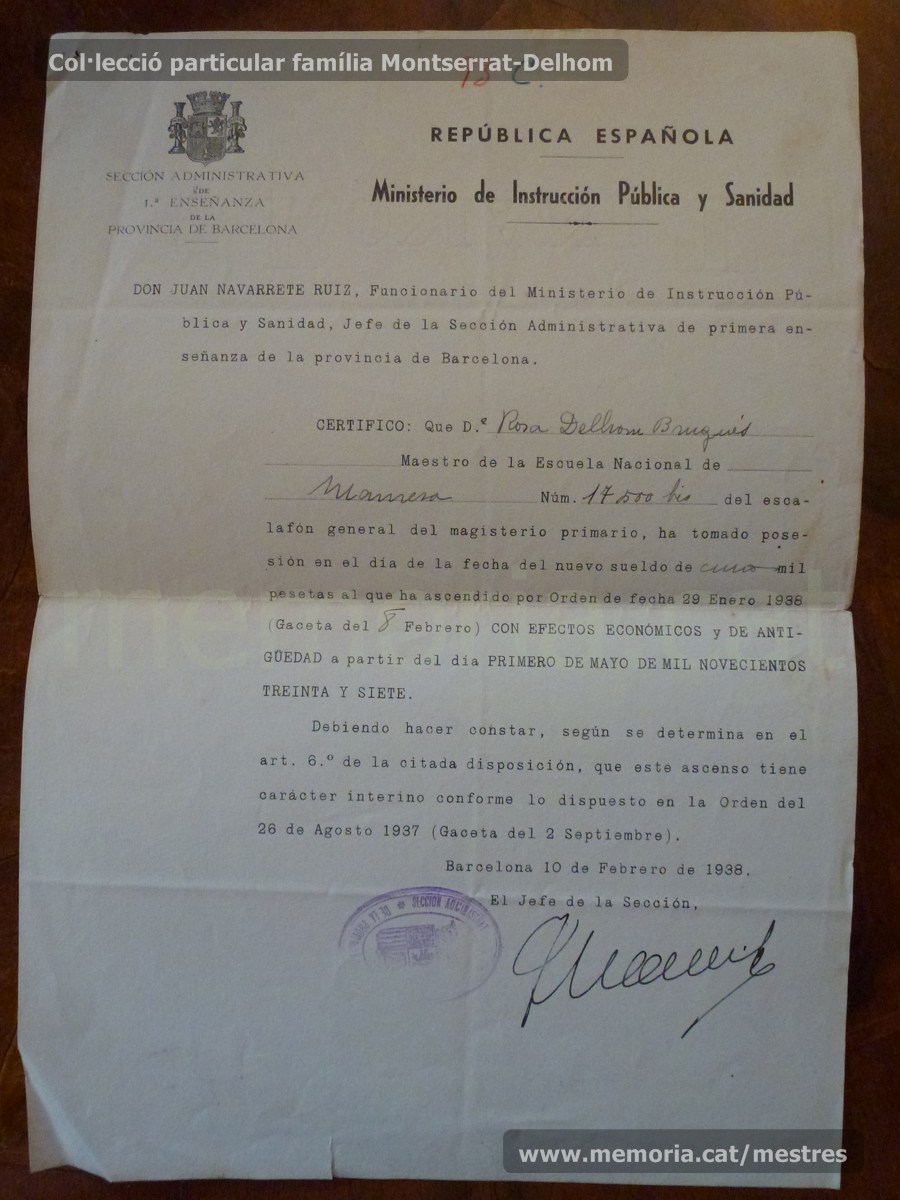 Col·lecció particular família Montserrat-Delhom
REPÚBLICA ESPAÑOLA
Ministerio de Instrucción Pública y Sanidad
SECCIÓN ADMINISTRATIVA
DE
1.ª ENSEÑANZA
DE LA
PROVINCIA DE BARCELONA
DON JUAN NAVARRETE RUIZ, Funcionario del Ministerio de Instrucción Pú-
blica y Sanidad, Jefe de la Sección Administrativa de primera en-
señanza de la provincia de Barcelona.
CERTIFICO: Que D.ª Rosa Delhom Brugués
Maestro de la Escuela Nacional de
Manresa Núm. 17500 bis del esca-
lafón general del magisterio primario, ha tomado pose-
sión en el día de la fecha del nuevo sueldo de mil
pesetas al que ha ascendido por Orden de fecha 29 Enero 1938
(Gaceta del 8 Febrero) CON EFECTOS ECONÓMICOS y DE ANTI-
GÜEDAD a partir del día PRIMERO DE MAYO DE MIL NOVECIENTOS
TREINTA Y SIETE.
Debiendo hacer constar, según se determina en el
art. 6.º de la citada disposición, que este ascenso tiene
carácter interino conforme lo dispuesto en la Orden del
26 de Agosto 1937 (Gaceta del 2 Septiembre).
Barcelona 10 de Febrero de 1938.
El Jefe de la Sección,
SECCION
www.memoria.cat/mestres